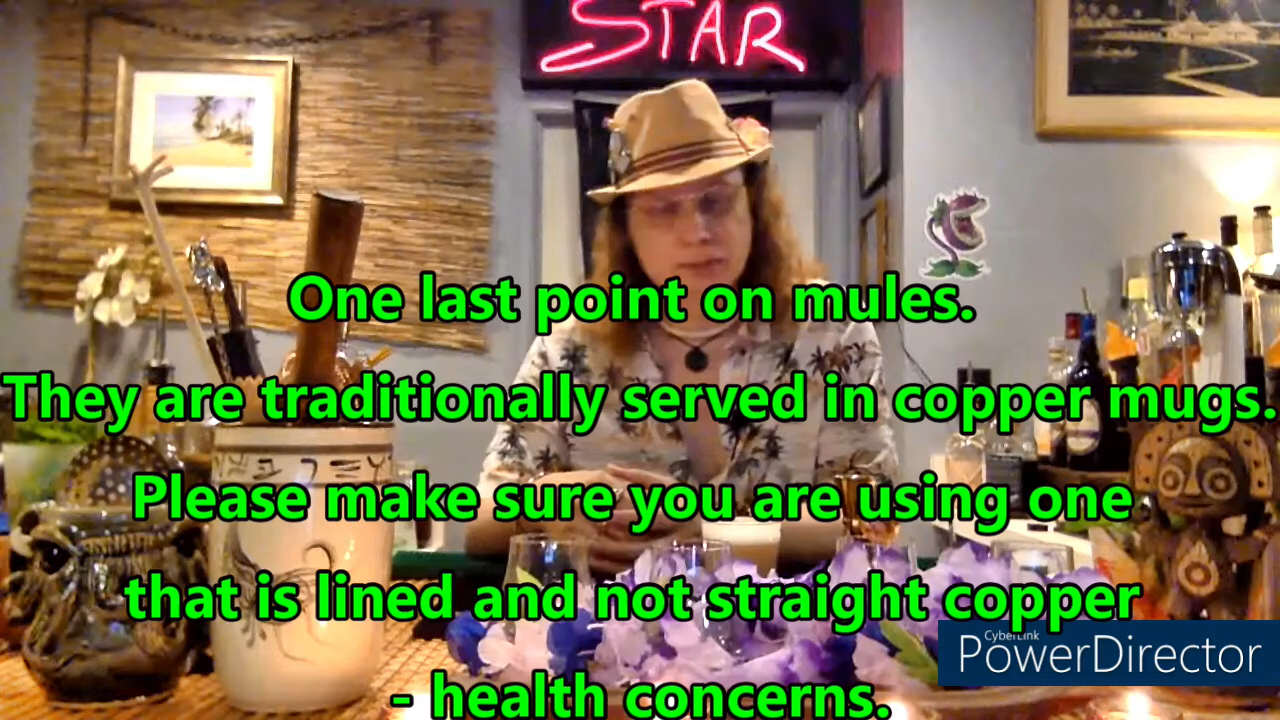 STAR
One last point on mules.
They are traditionally served in copper mugs.
Please make sure you are using one
that is lined and not straight copper
- health concerns.
CyberLink
PowerDirector